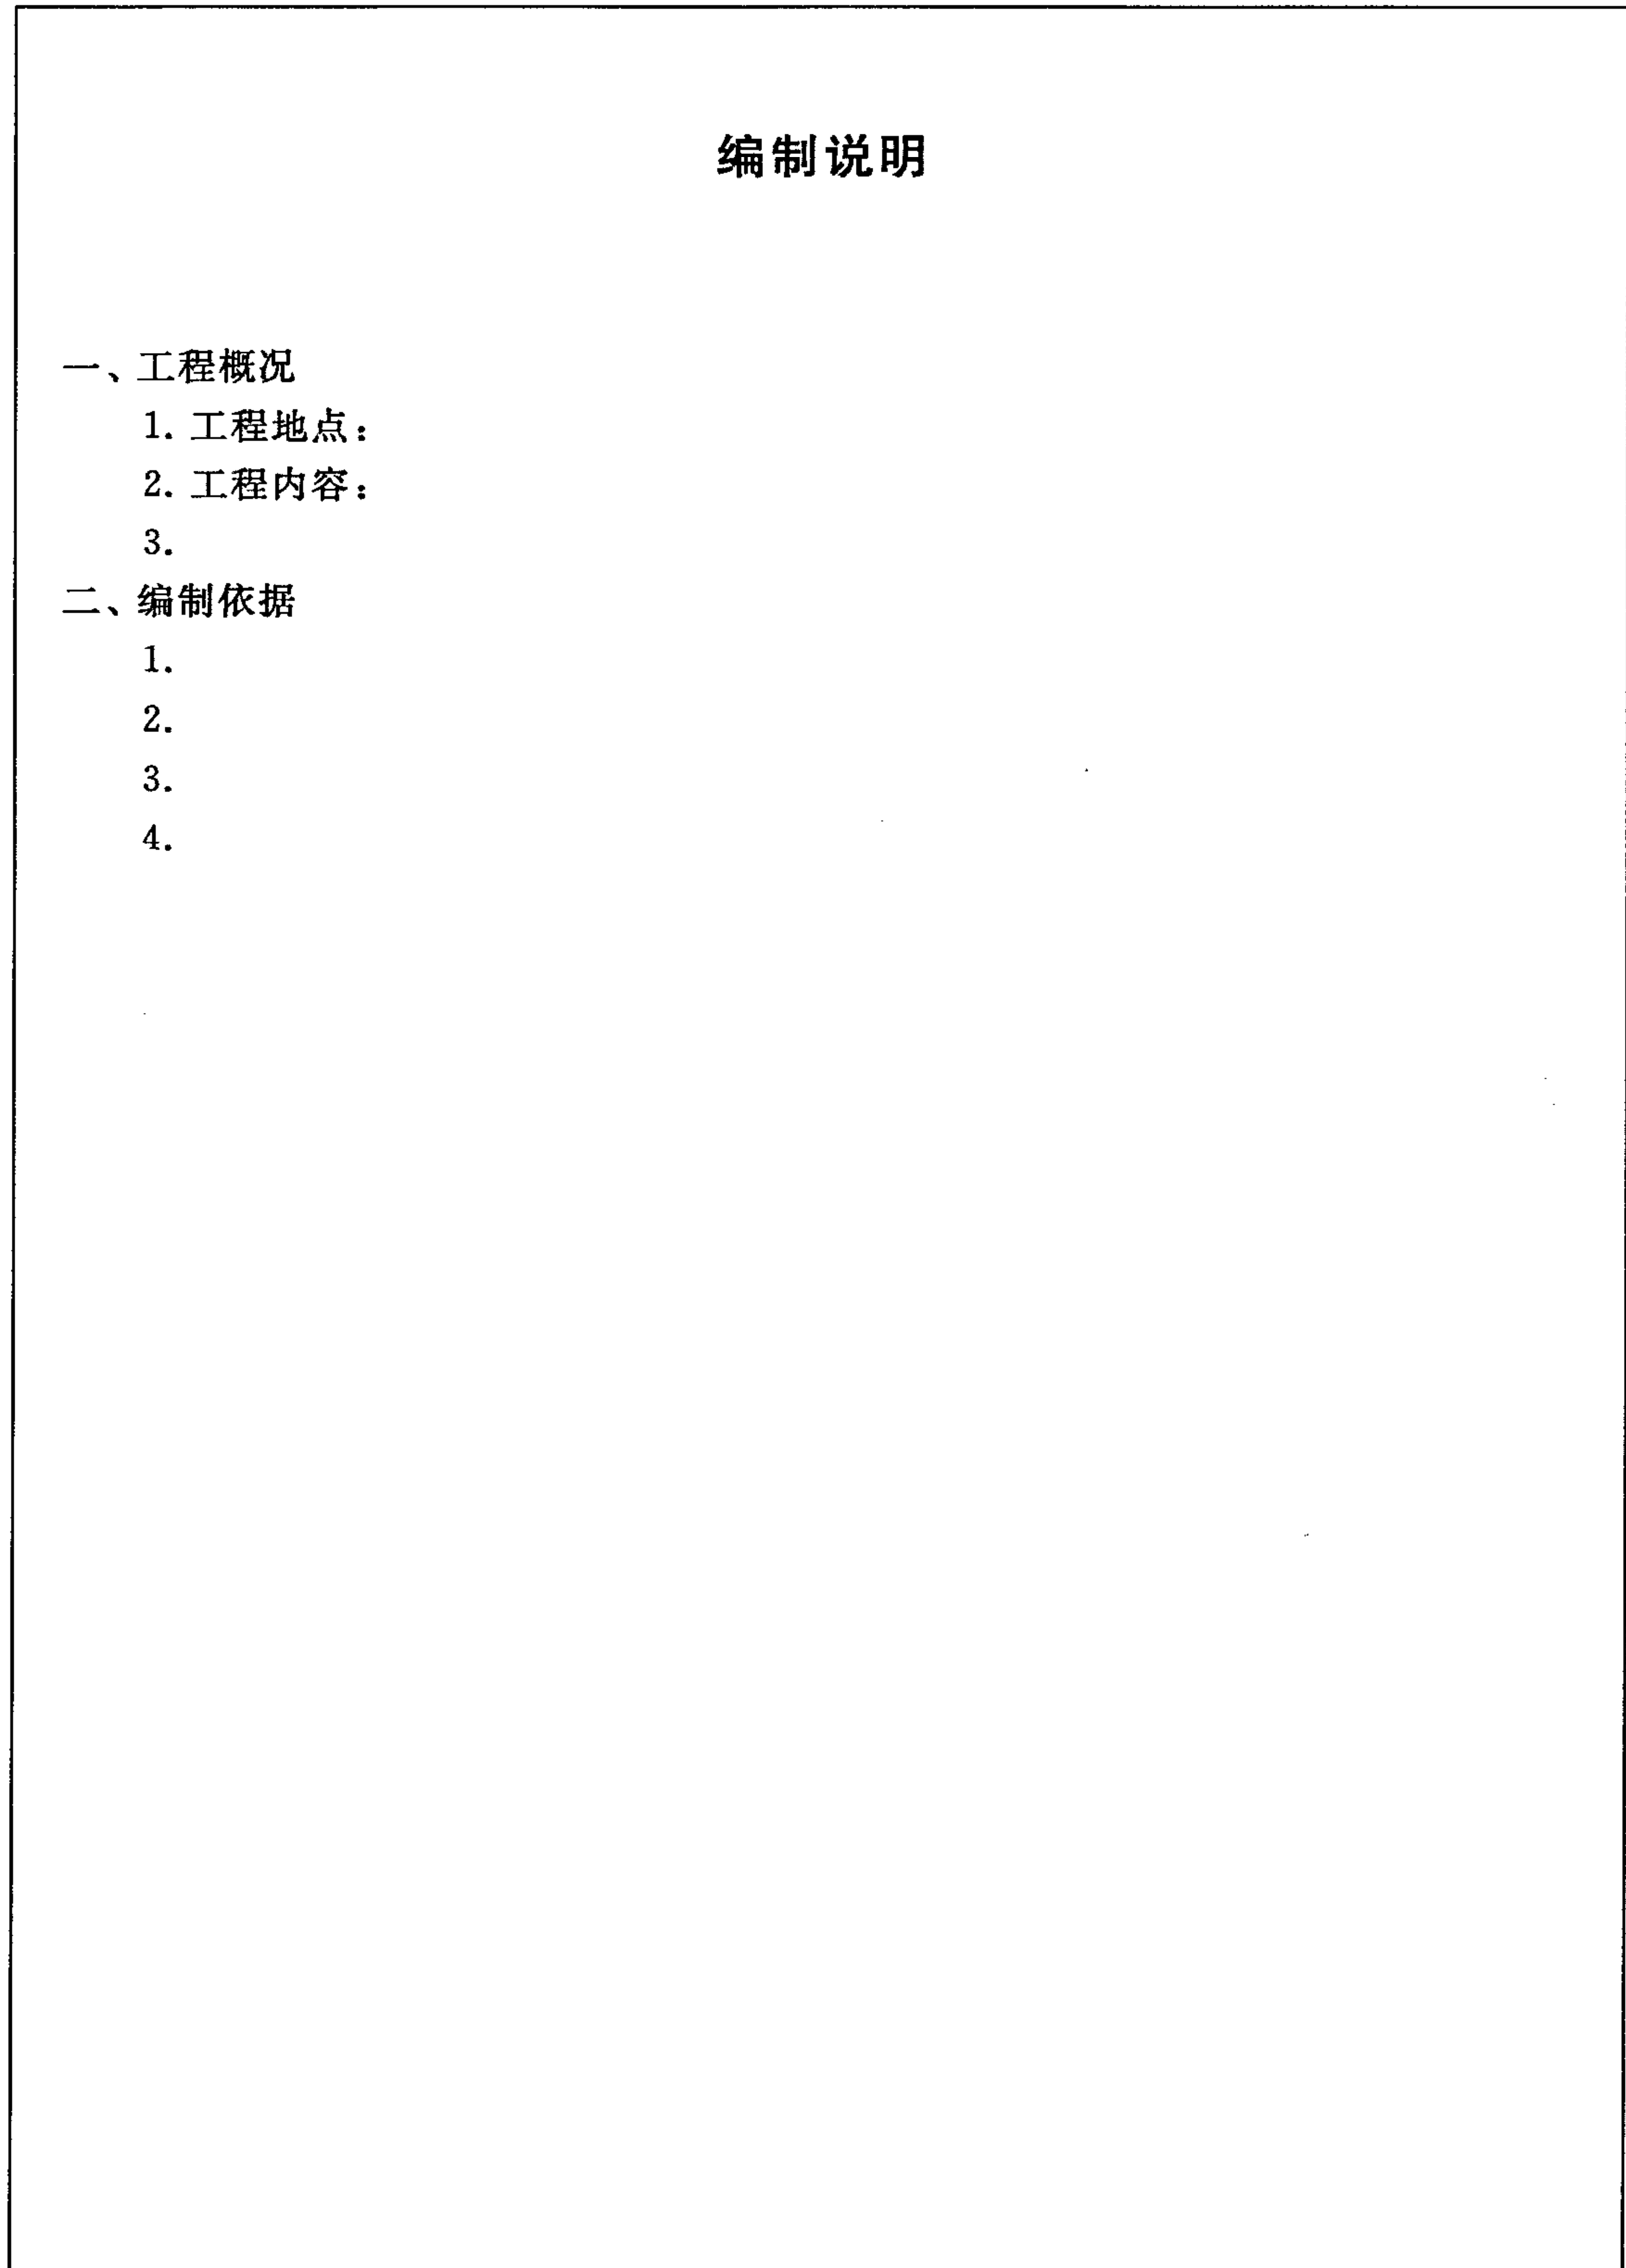 编制说明
一、工程概况
1. 工程地点：
2. 工程内容：
3.
二、编制依据
1.
2.
3.
4.